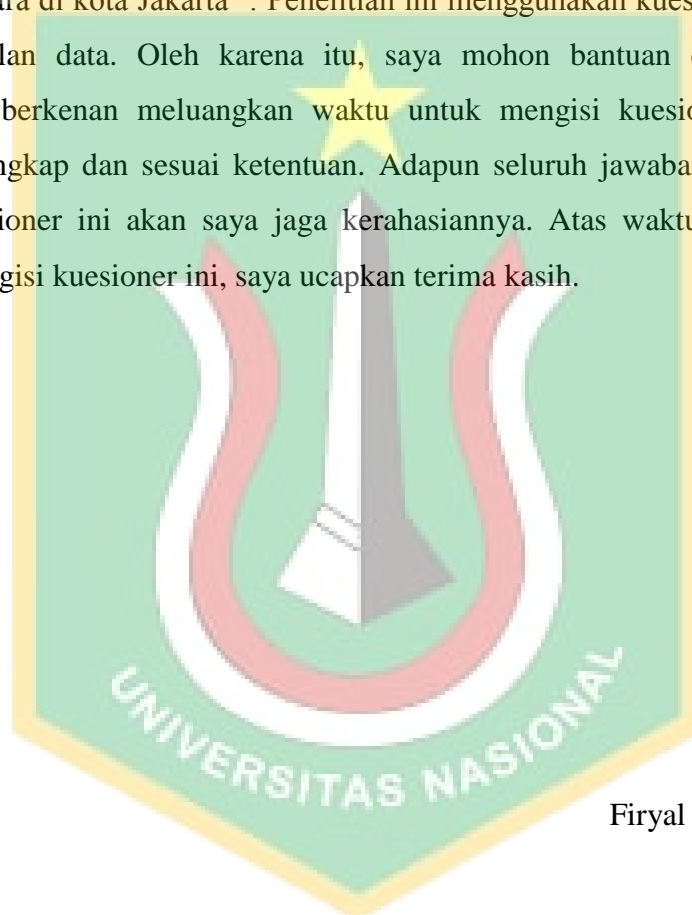 ara di kota Jakarta". Penelitian ini menggunakan kues
lan data. Oleh karena itu, saya mohon bantuan
berkenan meluangkan waktu untuk mengisi kuesio
ngkap dan sesuai ketentuan. Adapun seluruh jawaba
ioner ini akan saya jaga kerahasiannya. Atas waktu
gisi kuesioner ini, saya ucapkan terima kasih.
UNIVERSITAS NASIONAL
Firyal